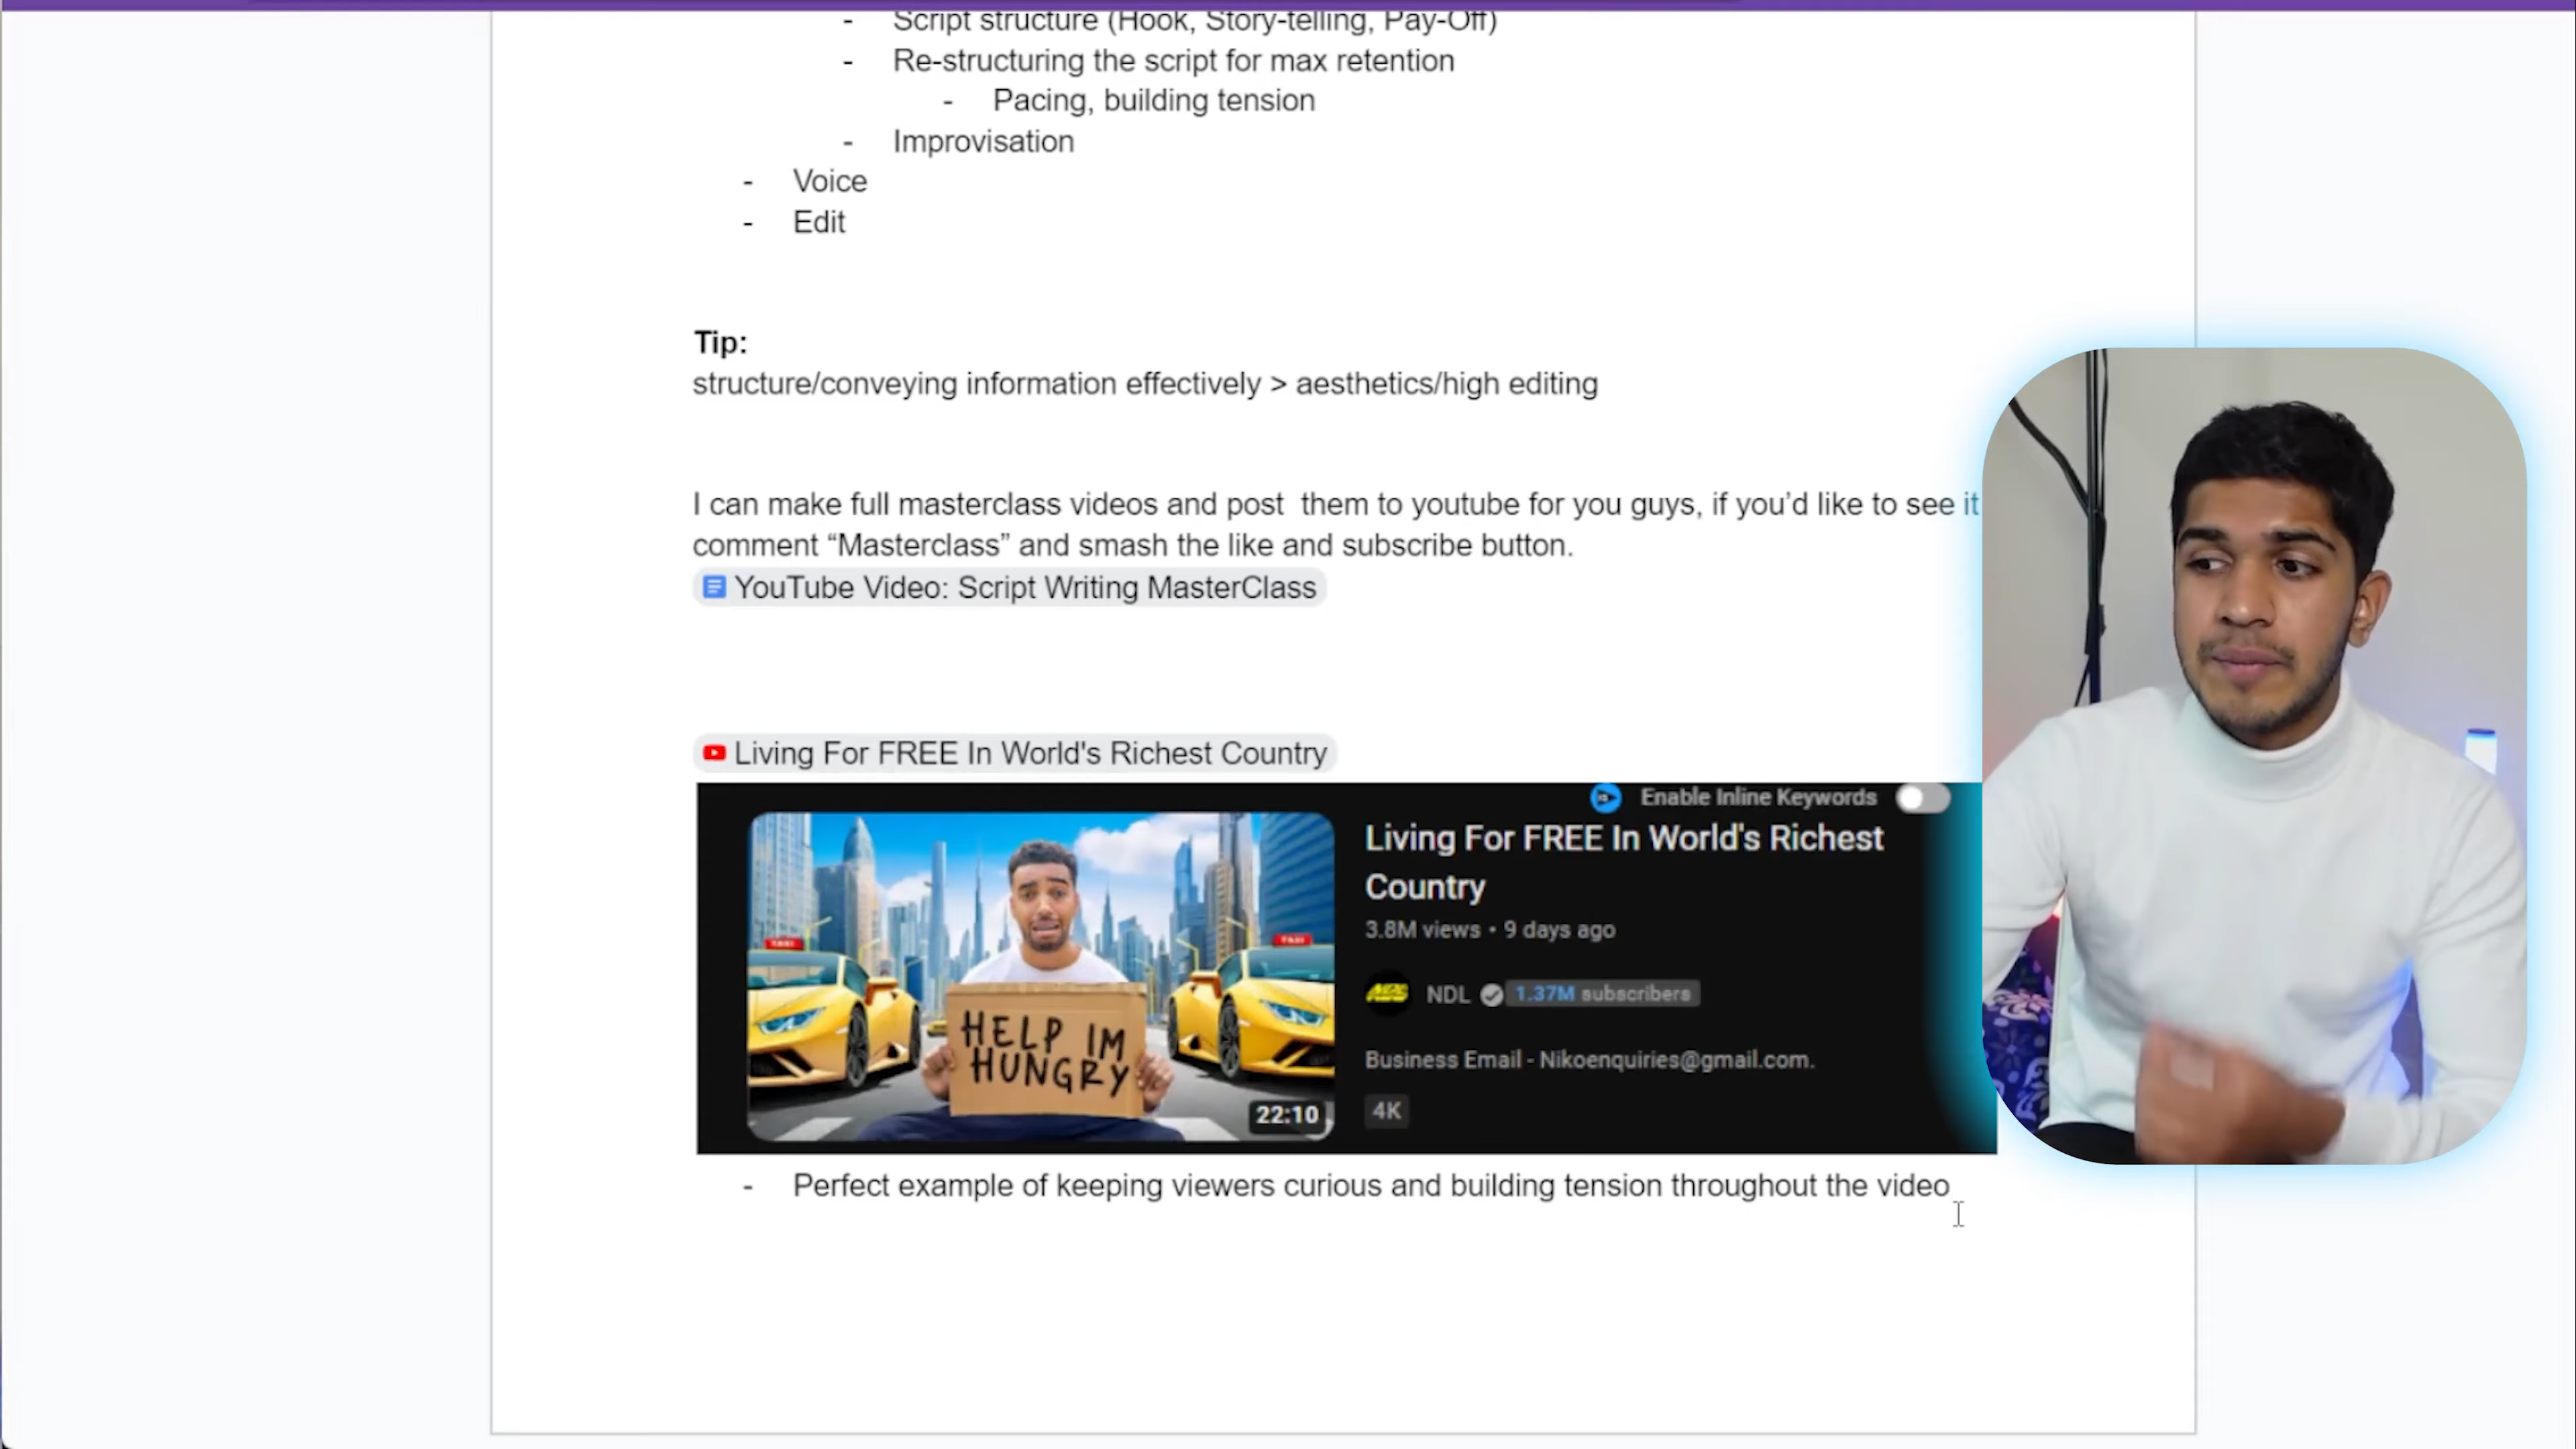 - Script structure (Hook, Story-telling, Pay-Off)
- Re-structuring the script for max retention
- Pacing, building tension
- Improvisation
- Voice
- Edit
Tip:
structure/conveying information effectively > aesthetics/high editing
I can make full masterclass videos and post  them to youtube for you guys, if you’d like to see it
comment “Masterclass” and smash the like and subscribe button.
YouTube Video: Script Writing MasterClass
Living For FREE In World's Richest Country
Enable Inline Keywords
Living For FREE In World's Richest
Country
3.8M views • 9 days ago
NDL 1.37M subscribers
Business Email - Nikoenquiries@gmail.com.
4K
TAXI
TAXI
HELP IM
HUNGRY
22:10
- Perfect example of keeping viewers curious and building tension throughout the video